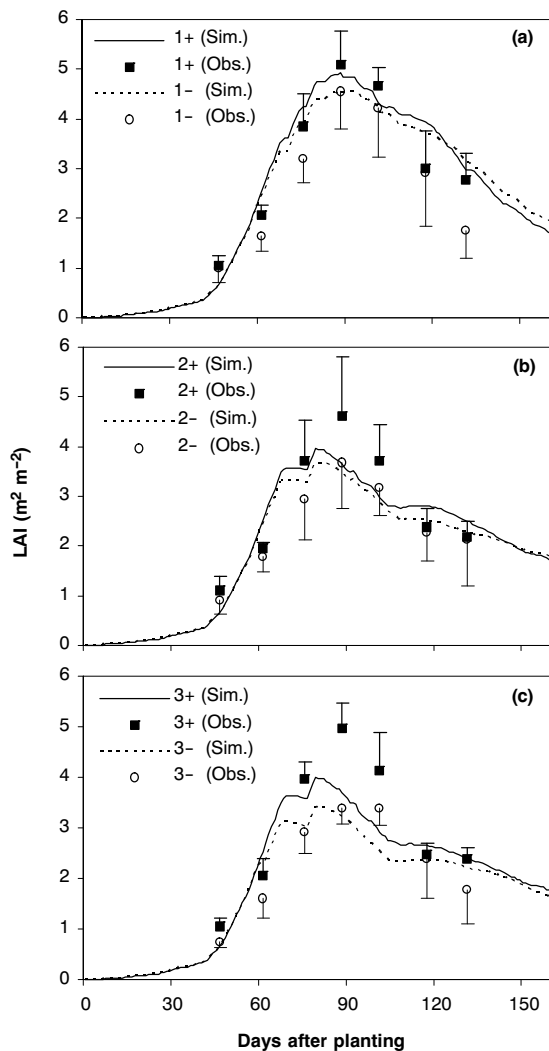 6
5
4
3
2
1
0
1+ (Sim.)
1+ (Obs.)
1− (Sim.)
1− (Obs.)
(a)
6
5
4
3
2
1
0
2+ (Sim.)
2+ (Obs.)
2− (Sim.)
2− (Obs.)
(b)
LAI (m² m⁻²)
6
5
4
3
2
1
0
3+ (Sim.)
3+ (Obs.)
3− (Sim.)
3− (Obs.)
(c)
0 30 60 90 120 150
Days after planting